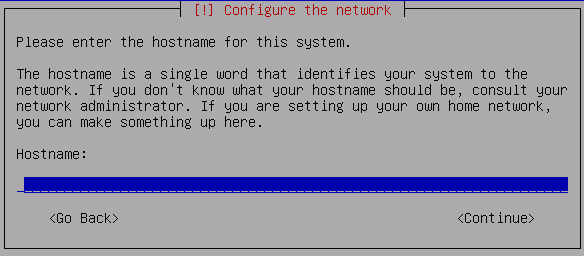 [!] Configure the network
Please enter the hostname for this system.
The hostname is a single word that identifies your system to the
network. If you don't know what your hostname should be, consult your
network administrator. If you are setting up your own home network,
you can make something up here.
Hostname:
<Go Back> <Continue>